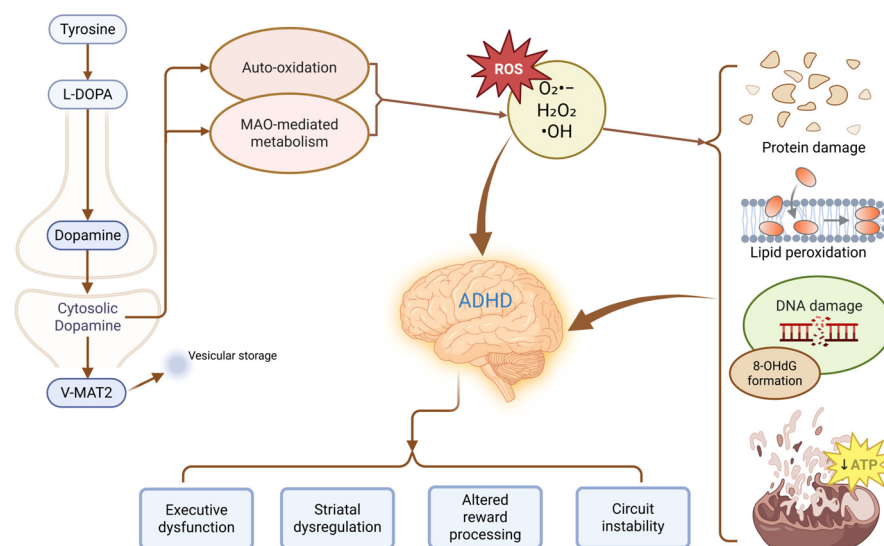 Tyrosine
L-DOPA
Dopamine
Cytosolic
Dopamine
V-MAT2
Vesicular storage
Auto-oxidation
MAO-mediated
metabolism
ROS
O₂•−
H₂O₂
•OH
ADHD
Protein damage
Lipid peroxidation
DNA damage
8-OHdG
formation
↓ATP
Executive
dysfunction
Striatal
dysregulation
Altered
reward
processing
Circuit
instability